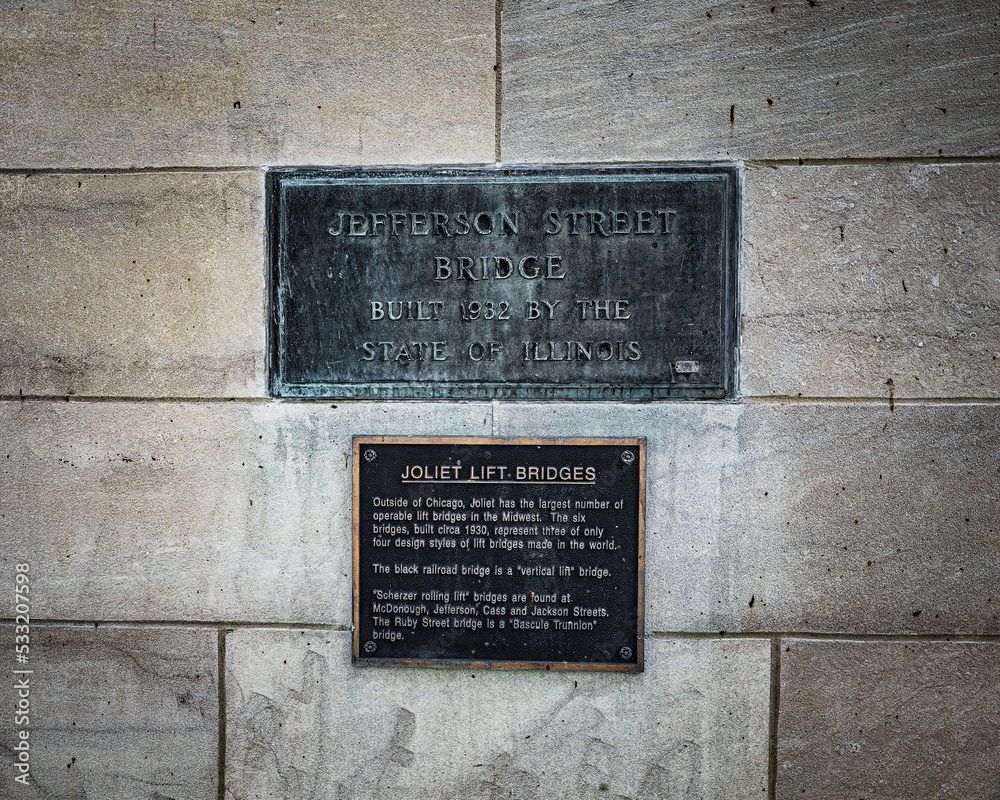 JEFFERSON STREET
BRIDGE
BUILT 1932 BY THE
STATE OF ILLINOIS
JOLIET LIFT BRIDGES
Outside of Chicago, Joliet has the largest number of
operable lift bridges in the Midwest. The six
bridges, built circa 1930, represent three of only
four design styles of lift bridges made in the world.
The black railroad bridge is a "vertical lift" bridge.
"Scherzer rolling lift" bridges are found at
McDonough, Jefferson, Cass and Jackson Streets.
The Ruby Street bridge is a "Bascule Trunnion"
bridge.
Adobe Stock | #533207598